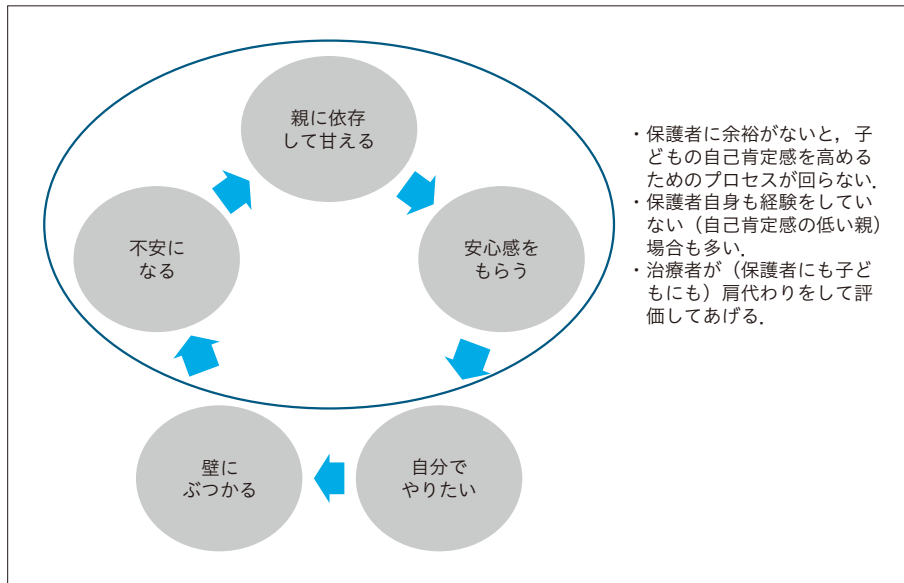 親に依存
して甘える
不安に
なる
安心感を
もらう
壁に
ぶつかる
自分で
やりたい
・保護者に余裕がないと，子
どもの自己肯定感を高める
ためのプロセスが回らない．
・保護者自身も経験をしてい
ない（自己肯定感の低い親）
場合も多い．
・治療者が（保護者にも子ど
もにも）肩代わりをして評
価してあげる．